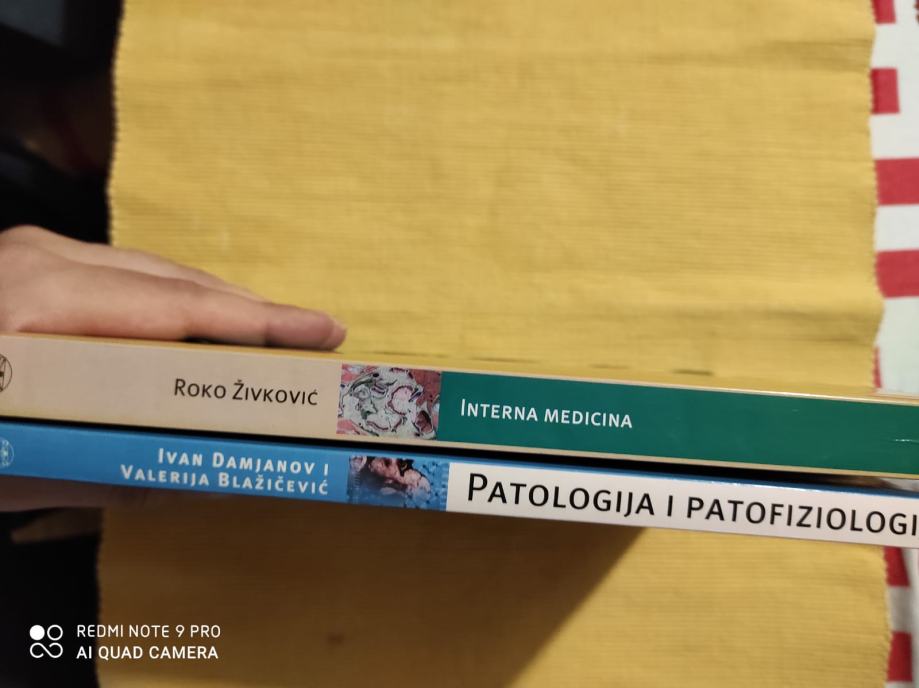 ROKO ŽIVKOVIĆ
INTERNA MEDICINA
IVAN DAMJANOV I
VALERIJA BLAŽIČEVIĆ
PATOLOGIJA I PATOFIZIOLOGI
REDMI NOTE 9 PRO
AI QUAD CAMERA